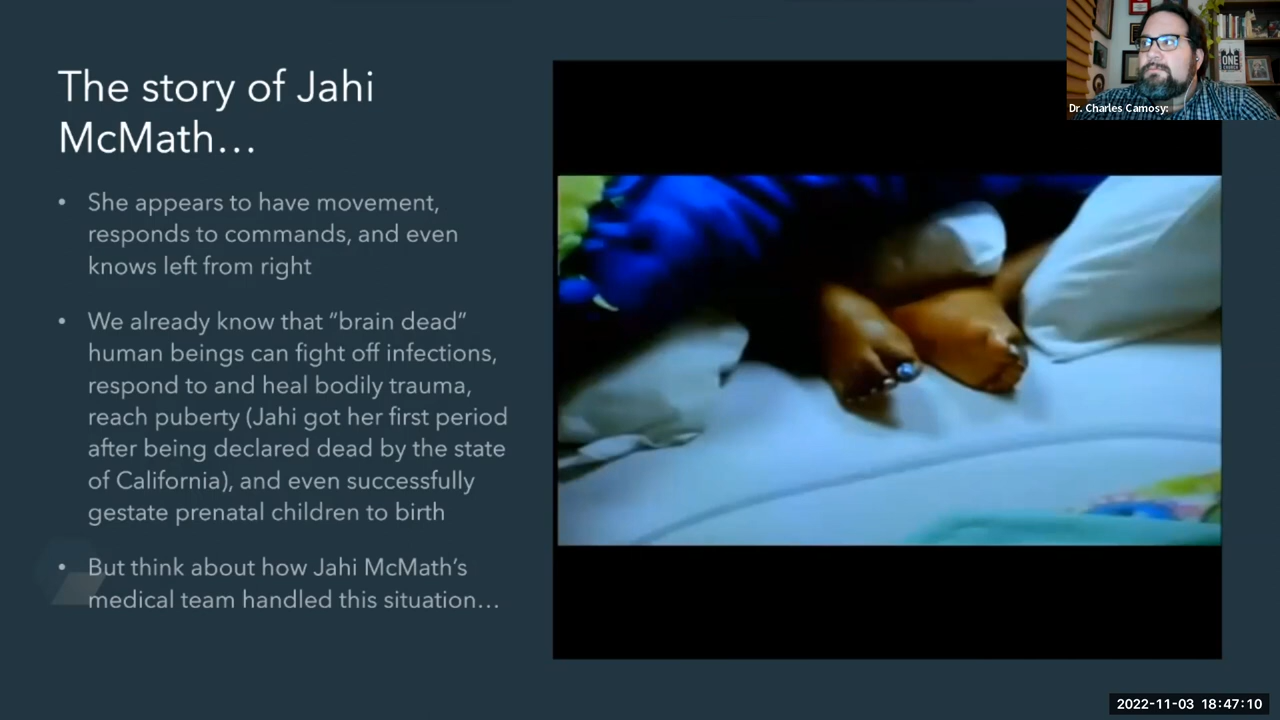 The story of Jahi
McMath…
• She appears to have movement,
responds to commands, and even
knows left from right
• We already know that “brain dead”
human beings can fight off infections,
respond to and heal bodily trauma,
reach puberty (Jahi got her first period
after being declared dead by the state
of California), and even successfully
gestate prenatal children to birth
• But think about how Jahi McMath’s
medical team handled this situation…
ONE
CHURCH
Dr. Charles Camosy:
2022-11-03 18:47:10